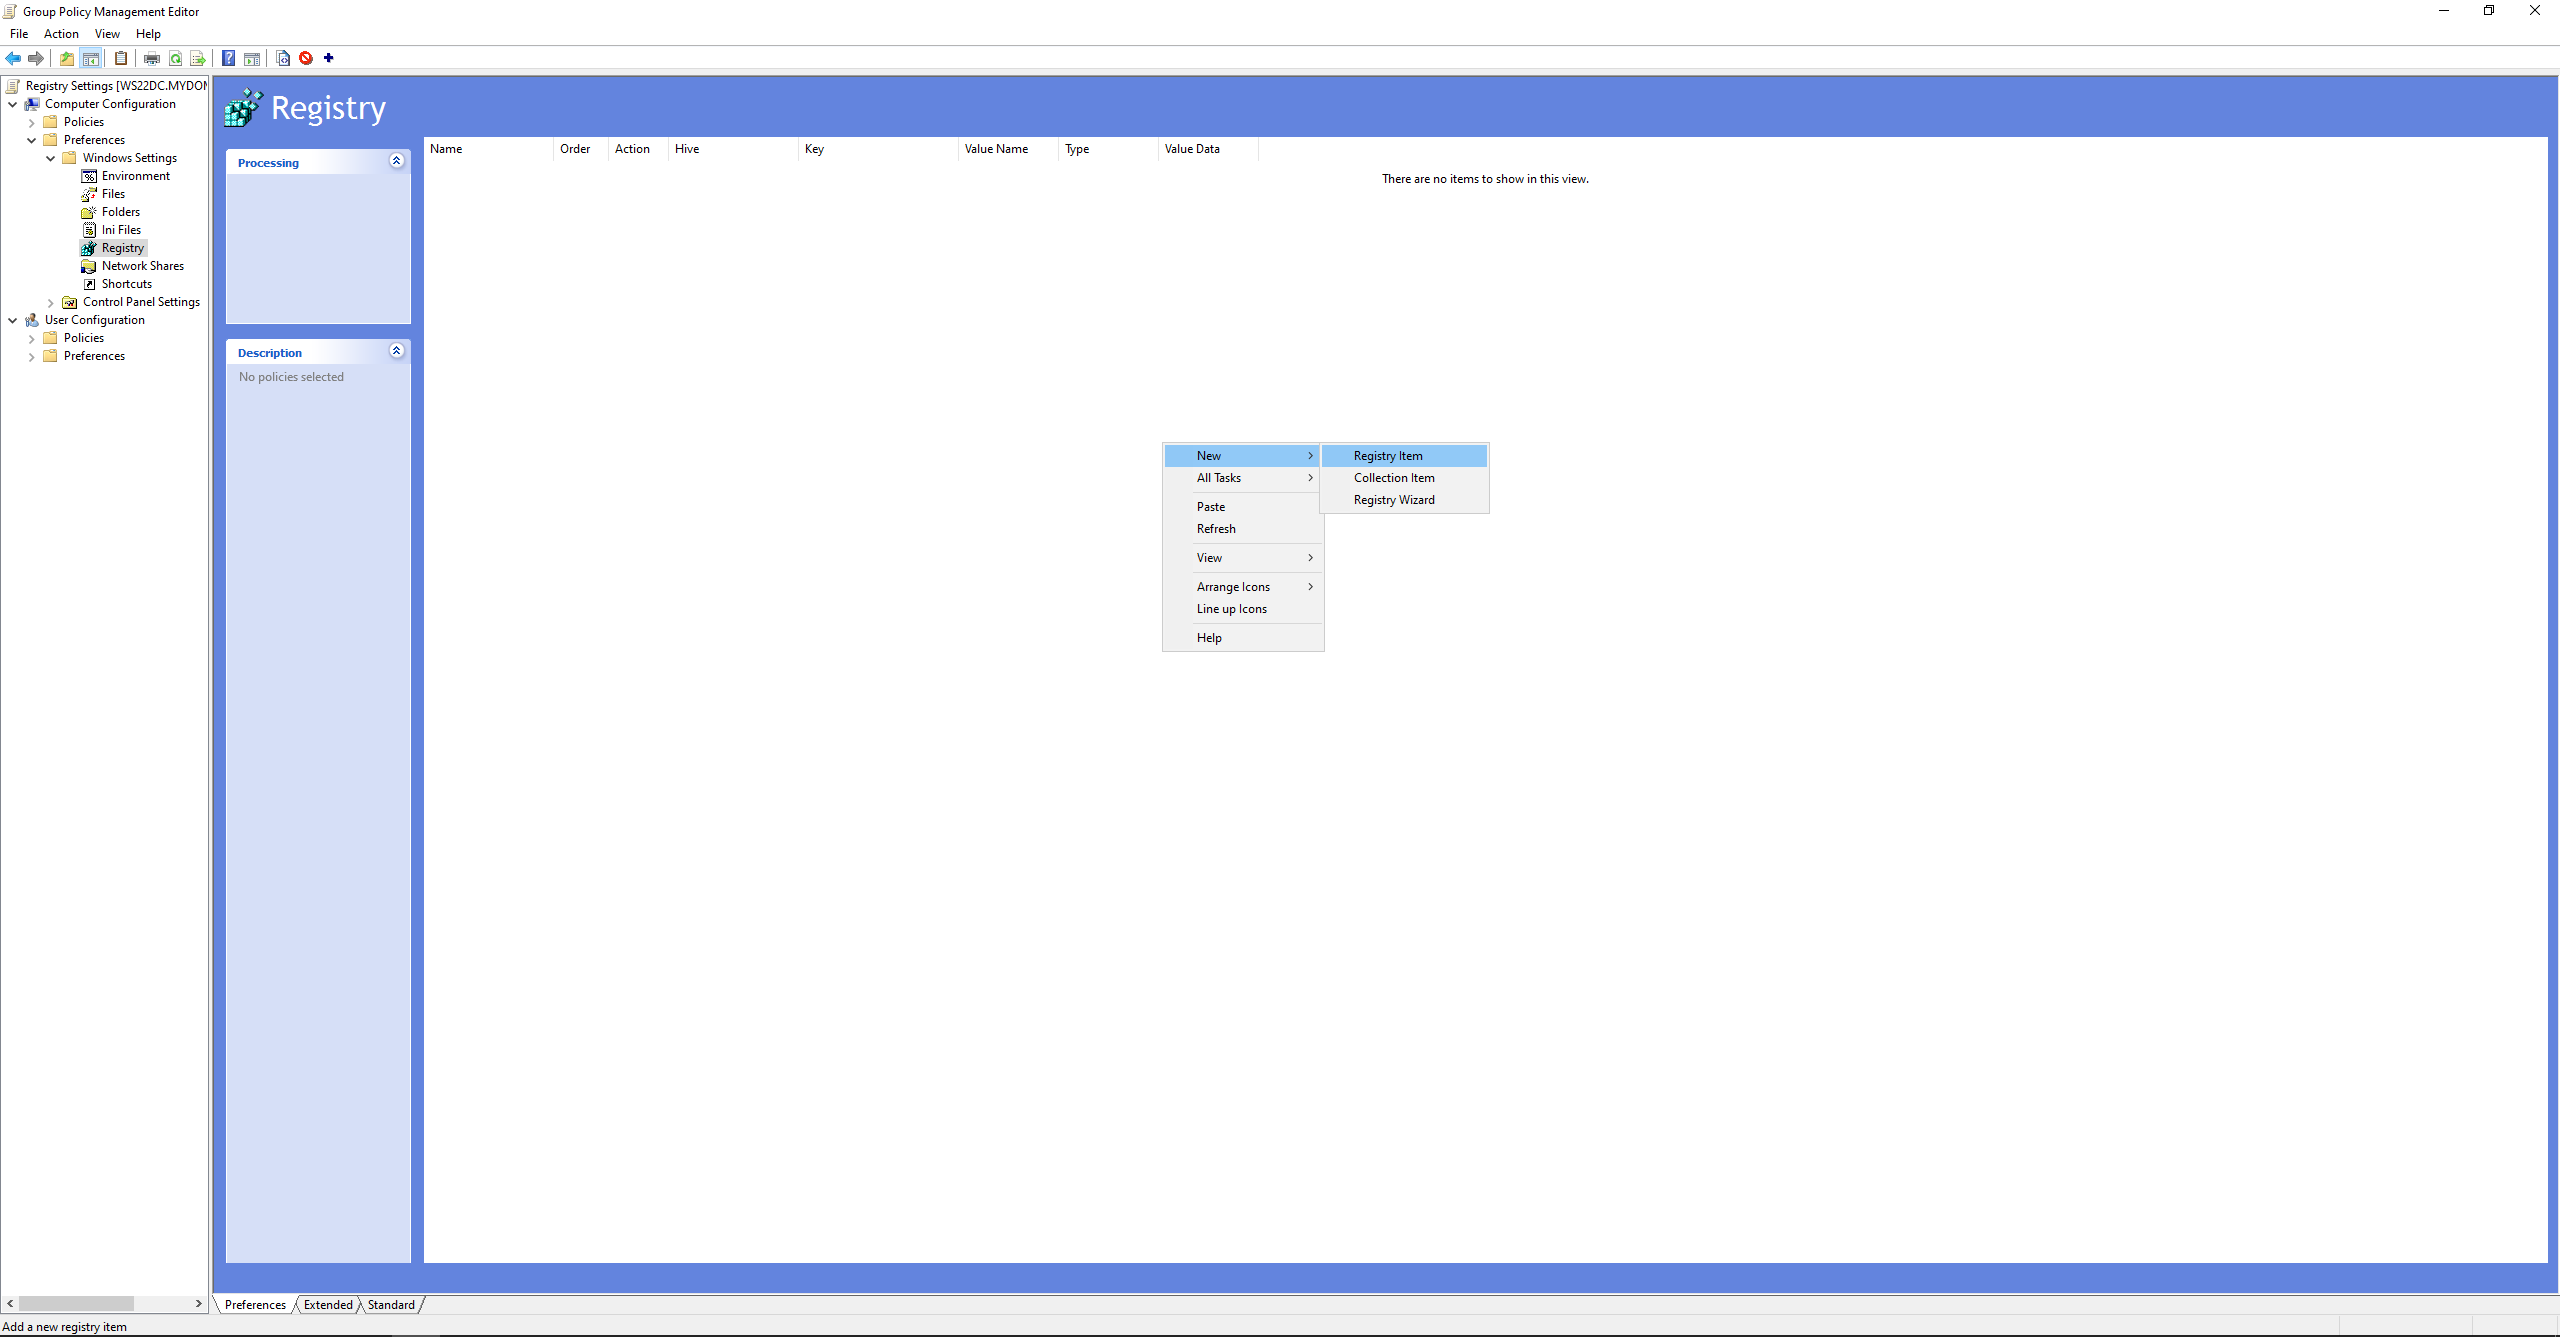 Group Policy Management Editor
File Action View Help
Registry Settings [WS22DC.MYDOM
Computer Configuration
Policies
Preferences
Windows Settings
Environment
Files
Folders
Ini Files
Registry
Network Shares
Shortcuts
Control Panel Settings
User Configuration
Policies
Preferences
Registry
Processing
Description
No policies selected
Name Order Action Hive Key Value Name Type Value Data
There are no items to show in this view.
New
All Tasks
Paste
Refresh
View
Arrange Icons
Line up Icons
Help
Registry Item
Collection Item
Registry Wizard
Preferences Extended Standard
Add a new registry item